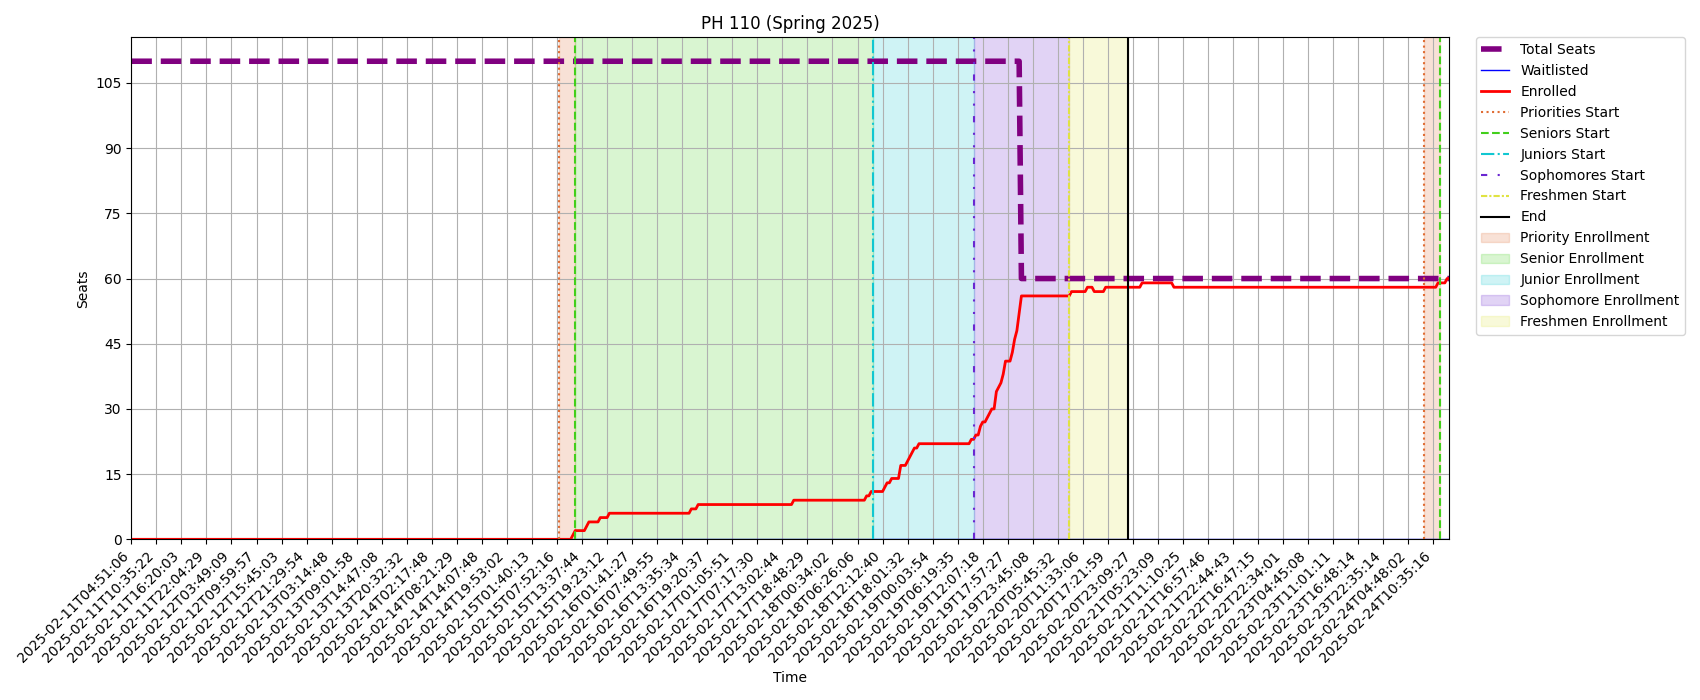 PH 110 (Spring 2025)
105
90
75
60
45
30
15
0
Seats
2025-02-11T04:51:06
2025-02-11T10:35:22
2025-02-11T16:20:03
2025-02-11T22:04:29
2025-02-12T03:49:09
2025-02-12T09:59:57
2025-02-12T15:45:03
2025-02-12T21:29:54
2025-02-13T03:14:48
2025-02-13T09:01:58
2025-02-13T14:47:08
2025-02-13T20:32:32
2025-02-14T02:17:48
2025-02-14T08:21:29
2025-02-14T14:07:48
2025-02-14T19:53:02
2025-02-15T01:40:13
2025-02-15T07:52:16
2025-02-15T13:37:44
2025-02-15T19:23:12
2025-02-16T01:41:27
2025-02-16T07:49:55
2025-02-16T13:35:34
2025-02-16T19:20:37
2025-02-17T01:05:51
2025-02-17T07:17:30
2025-02-17T13:02:44
2025-02-17T18:48:29
2025-02-18T00:34:02
2025-02-18T06:26:06
2025-02-18T12:12:40
2025-02-18T18:01:32
2025-02-19T00:03:54
2025-02-19T06:19:35
2025-02-19T12:07:18
2025-02-19T17:57:27
2025-02-19T23:45:08
2025-02-20T05:45:32
2025-02-20T11:33:06
2025-02-20T17:21:59
2025-02-20T23:09:27
2025-02-21T05:23:09
2025-02-21T11:10:25
2025-02-21T16:57:46
2025-02-21T22:44:43
2025-02-22T16:47:15
2025-02-22T22:34:01
2025-02-23T04:45:08
2025-02-23T11:01:11
2025-02-23T16:48:14
2025-02-23T22:35:14
2025-02-24T04:48:02
2025-02-24T10:35:16
Time
Total Seats
Waitlisted
Enrolled
Priorities Start
Seniors Start
Juniors Start
Sophomores Start
Freshmen Start
End
Priority Enrollment
Senior Enrollment
Junior Enrollment
Sophomore Enrollment
Freshmen Enrollment